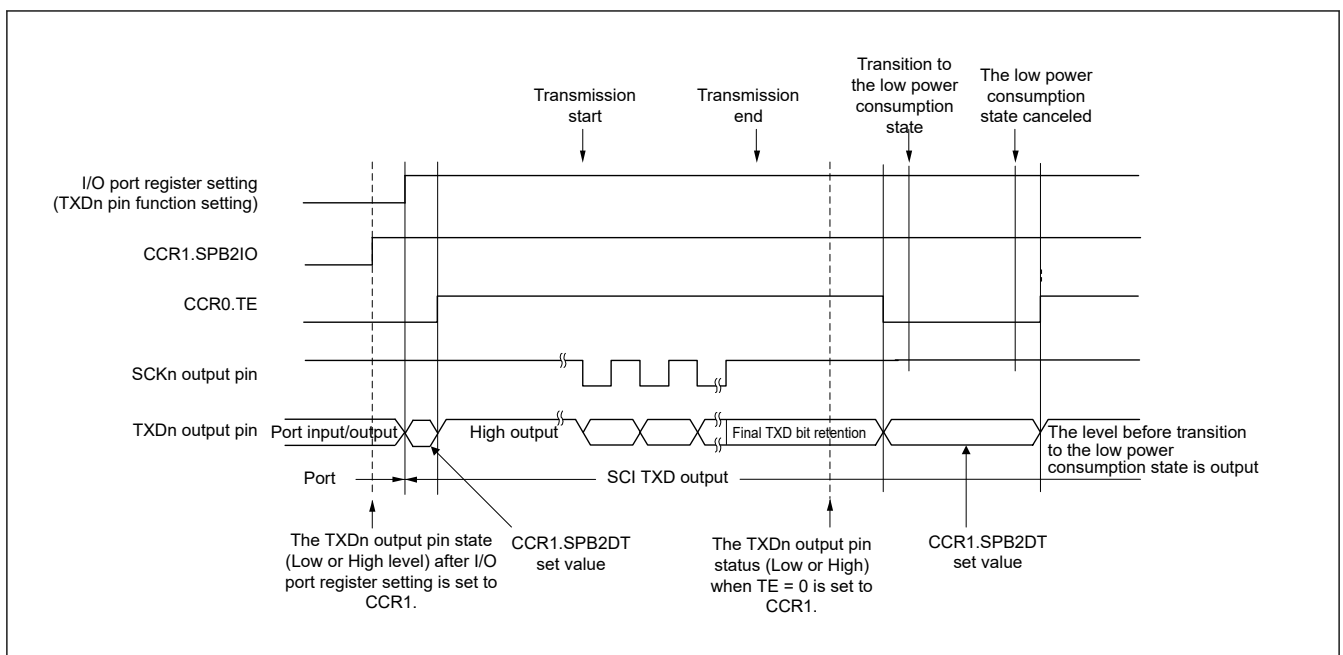 Transmission
start
Transmission
end
Transition to
the low power
consumption
state
The low power
consumption
state canceled
I/O port register setting
(TXDn pin function setting)
CCR1.SPB2IO
CCR0.TE
SCKn output pin
TXDn output pin
Port input/output
High output
Final TXD bit retention
The level before transition
to the low power
consumption state is output
Port
SCI TXD output
The TXDn output pin state
(Low or High level) after I/O
port register setting is set to
CCR1.
CCR1.SPB2DT
set value
The TXDn output pin
status (Low or High)
when TE = 0 is set to
CCR1.
CCR1.SPB2DT
set value